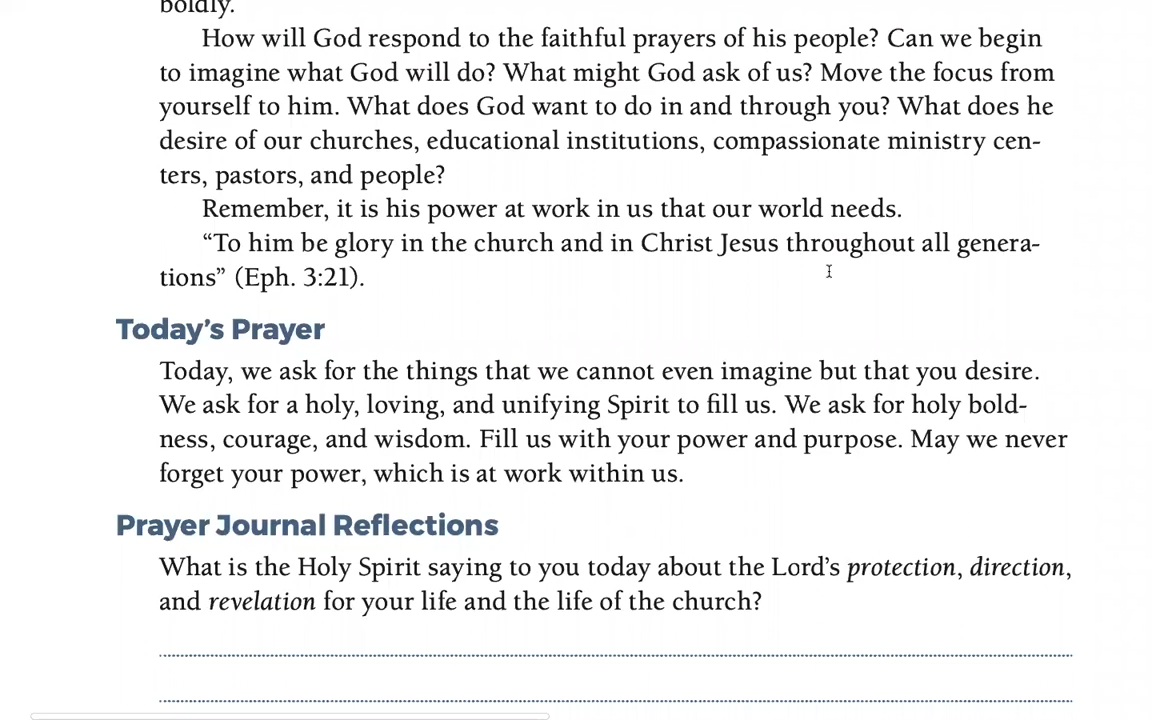 boldly.
How will God respond to the faithful prayers of his people? Can we begin
to imagine what God will do? What might God ask of us? Move the focus from
yourself to him. What does God want to do in and through you? What does he
desire of our churches, educational institutions, compassionate ministry cen-
ters, pastors, and people?
Remember, it is his power at work in us that our world needs.
“To him be glory in the church and in Christ Jesus throughout all genera-
tions” (Eph. 3:21).
Today’s Prayer
Today, we ask for the things that we cannot even imagine but that you desire.
We ask for a holy, loving, and unifying Spirit to fill us. We ask for holy bold-
ness, courage, and wisdom. Fill us with your power and purpose. May we never
forget your power, which is at work within us.
Prayer Journal Reflections
What is the Holy Spirit saying to you today about the Lord’s protection, direction,
and revelation for your life and the life of the church?